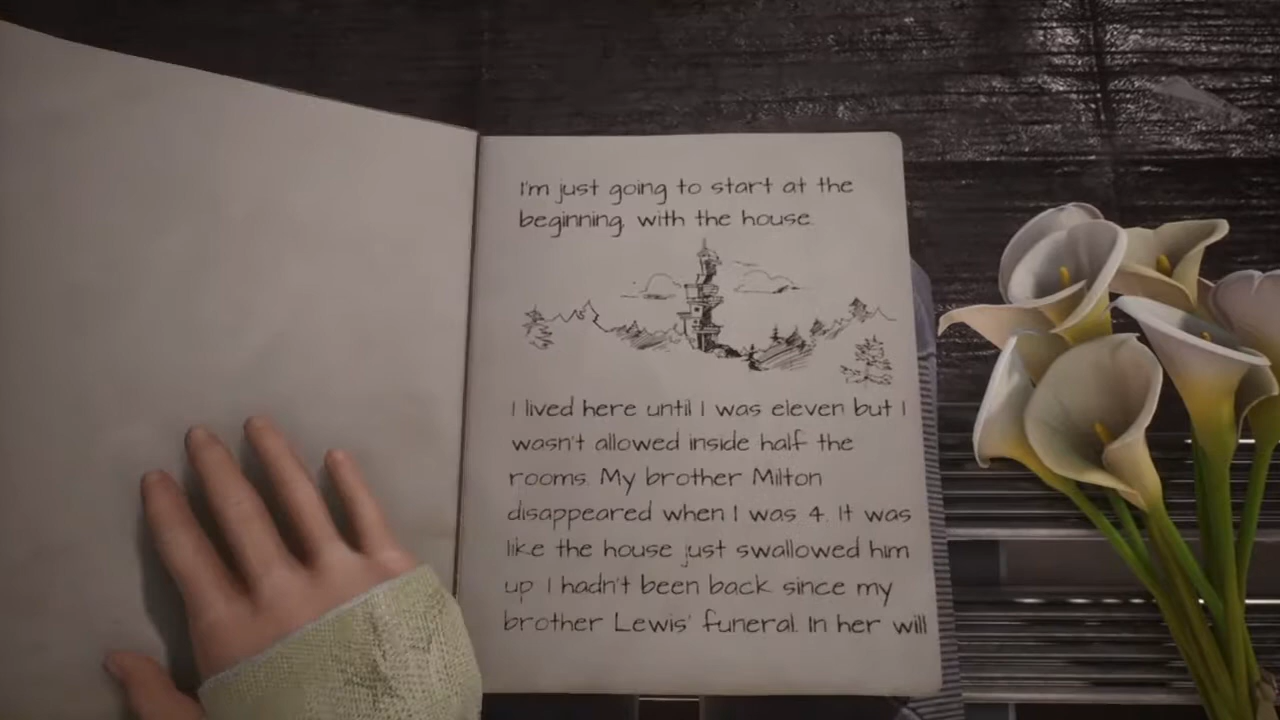 I'm just going to start at the
beginning, with the house.
I lived here until I was eleven but I
wasn't allowed inside half the
rooms. My brother Milton
disappeared when I was 4. It was
like the house just swallowed him
up. I hadn't been back since my
brother Lewis' funeral. In her will